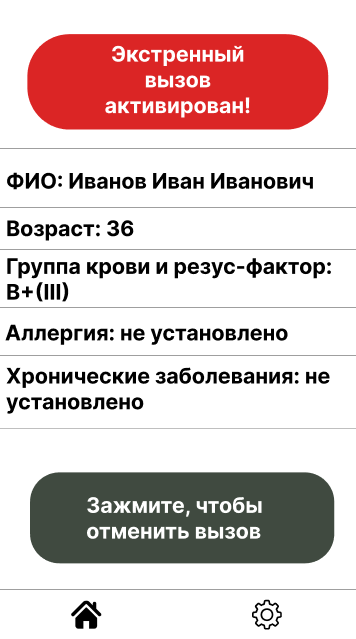 Экстренный
вызов
активирован!
ФИО: Иванов Иван Иванович
Возраст: 36
Группа крови и резус-фактор:
B+(III)
Аллергия: не установлено
Хронические заболевания: не
установлено
Зажмите, чтобы
отменить вызов